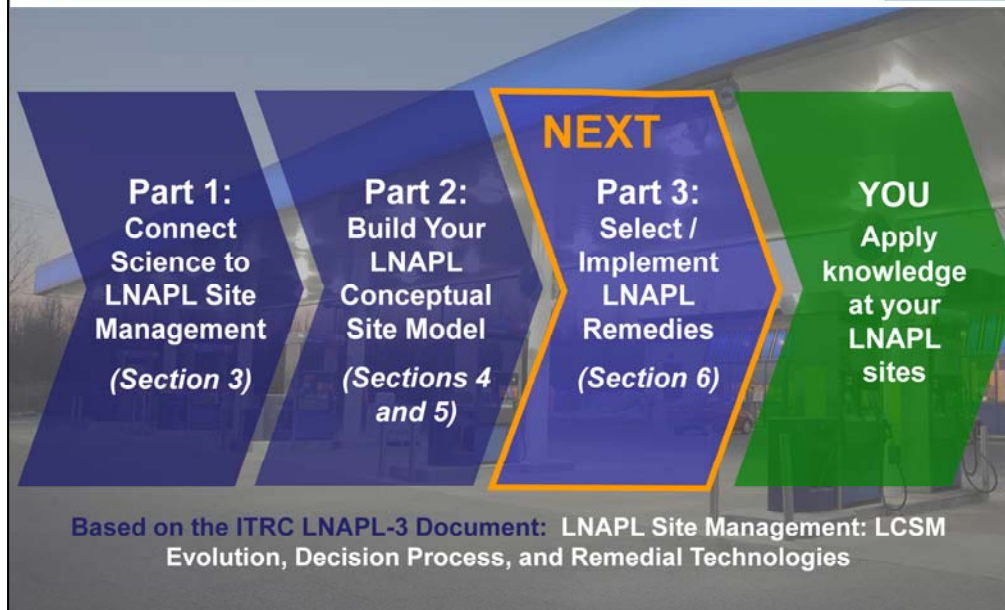 NEXT
Part 1:
Connect
Science to
LNAPL Site
Management
(Section 3)
Part 2:
Build Your
LNAPL
Conceptual
Site Model
(Sections 4
and 5)
Part 3:
Select /
Implement
LNAPL
Remedies
(Section 6)
YOU
Apply
knowledge
at your
LNAPL
sites
Based on the ITRC LNAPL-3 Document: LNAPL Site Management: LCSM
Evolution, Decision Process, and Remedial Technologies